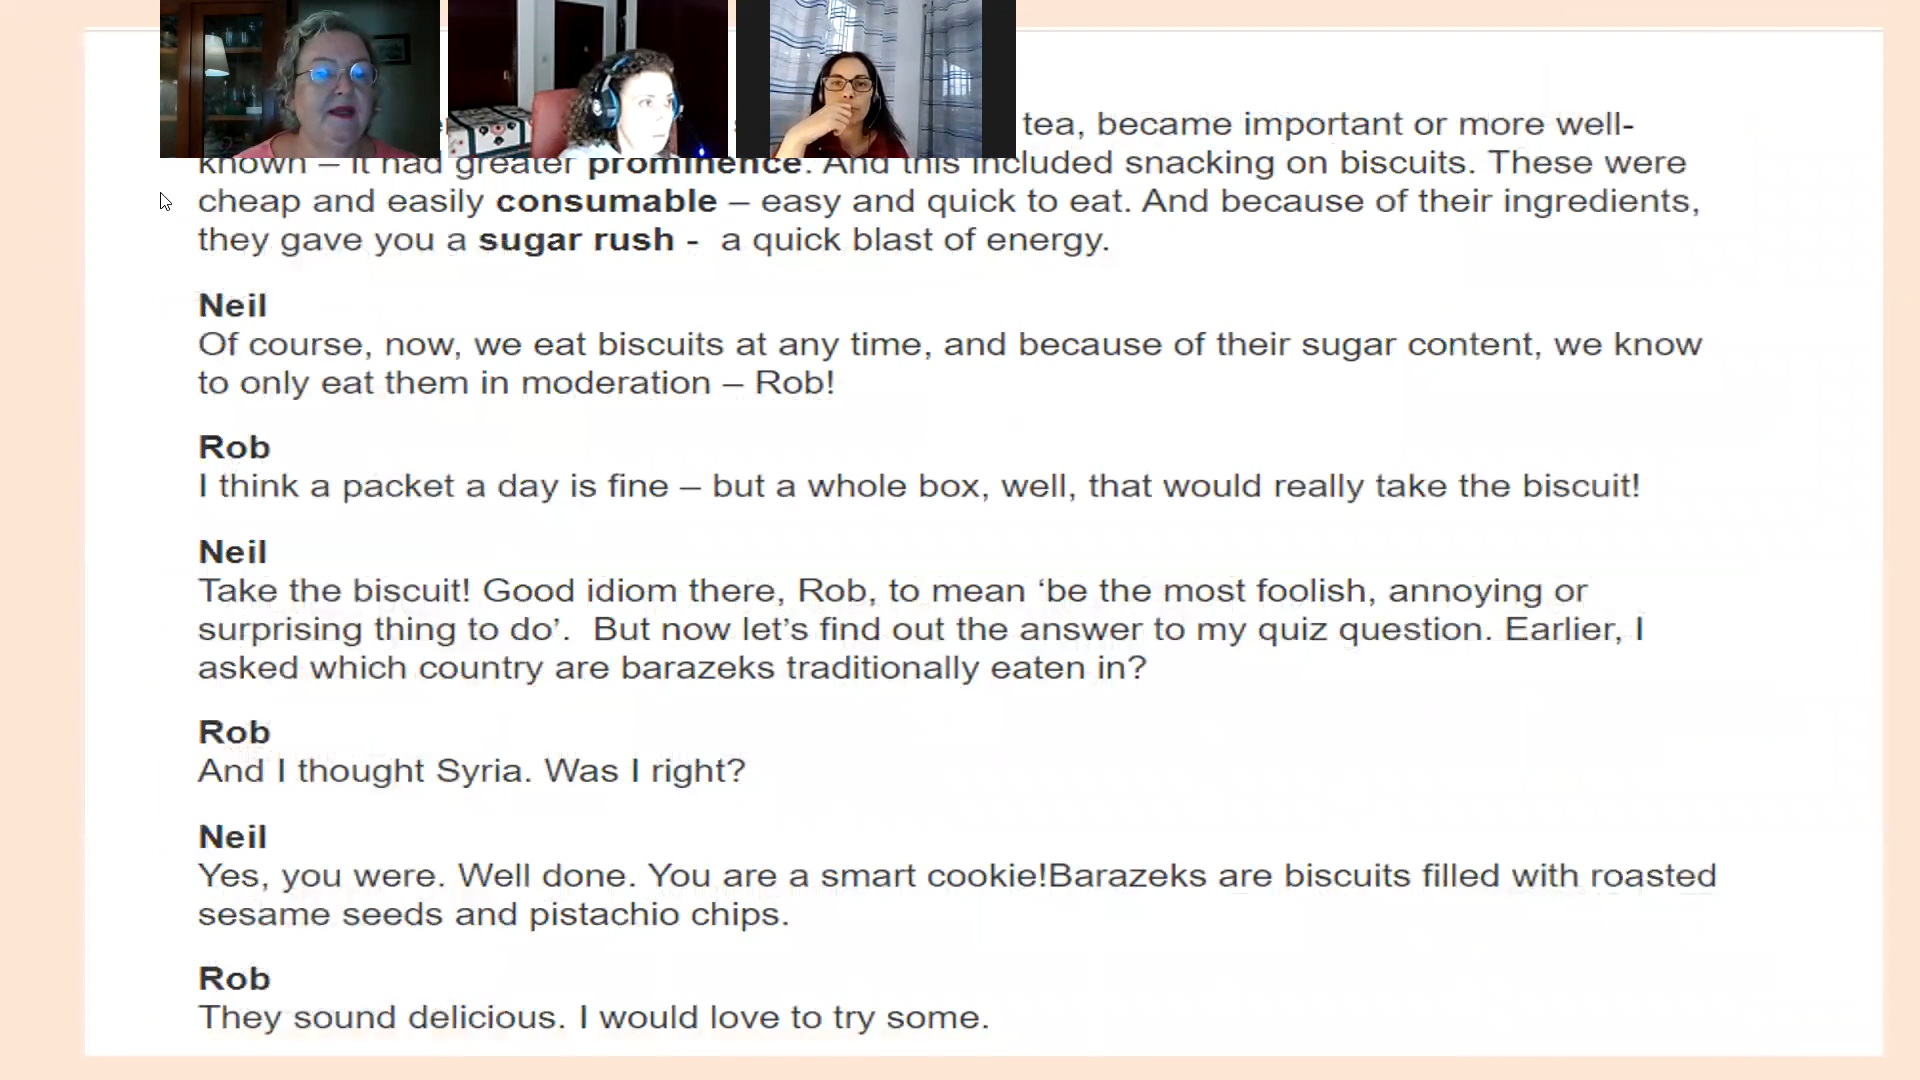 tea, became important or more well-
known – it had greater prominence. And this included snacking on biscuits. These were
cheap and easily consumable – easy and quick to eat. And because of their ingredients,
they gave you a sugar rush -  a quick blast of energy.
Neil
Of course, now, we eat biscuits at any time, and because of their sugar content, we know
to only eat them in moderation – Rob!
Rob
I think a packet a day is fine – but a whole box, well, that would really take the biscuit!
Neil
Take the biscuit! Good idiom there, Rob, to mean ‘be the most foolish, annoying or
surprising thing to do’.  But now let’s find out the answer to my quiz question. Earlier, I
asked which country are barazeks traditionally eaten in?
Rob
And I thought Syria. Was I right?
Neil
Yes, you were. Well done. You are a smart cookie!Barazeks are biscuits filled with roasted
sesame seeds and pistachio chips.
Rob
They sound delicious. I would love to try some.